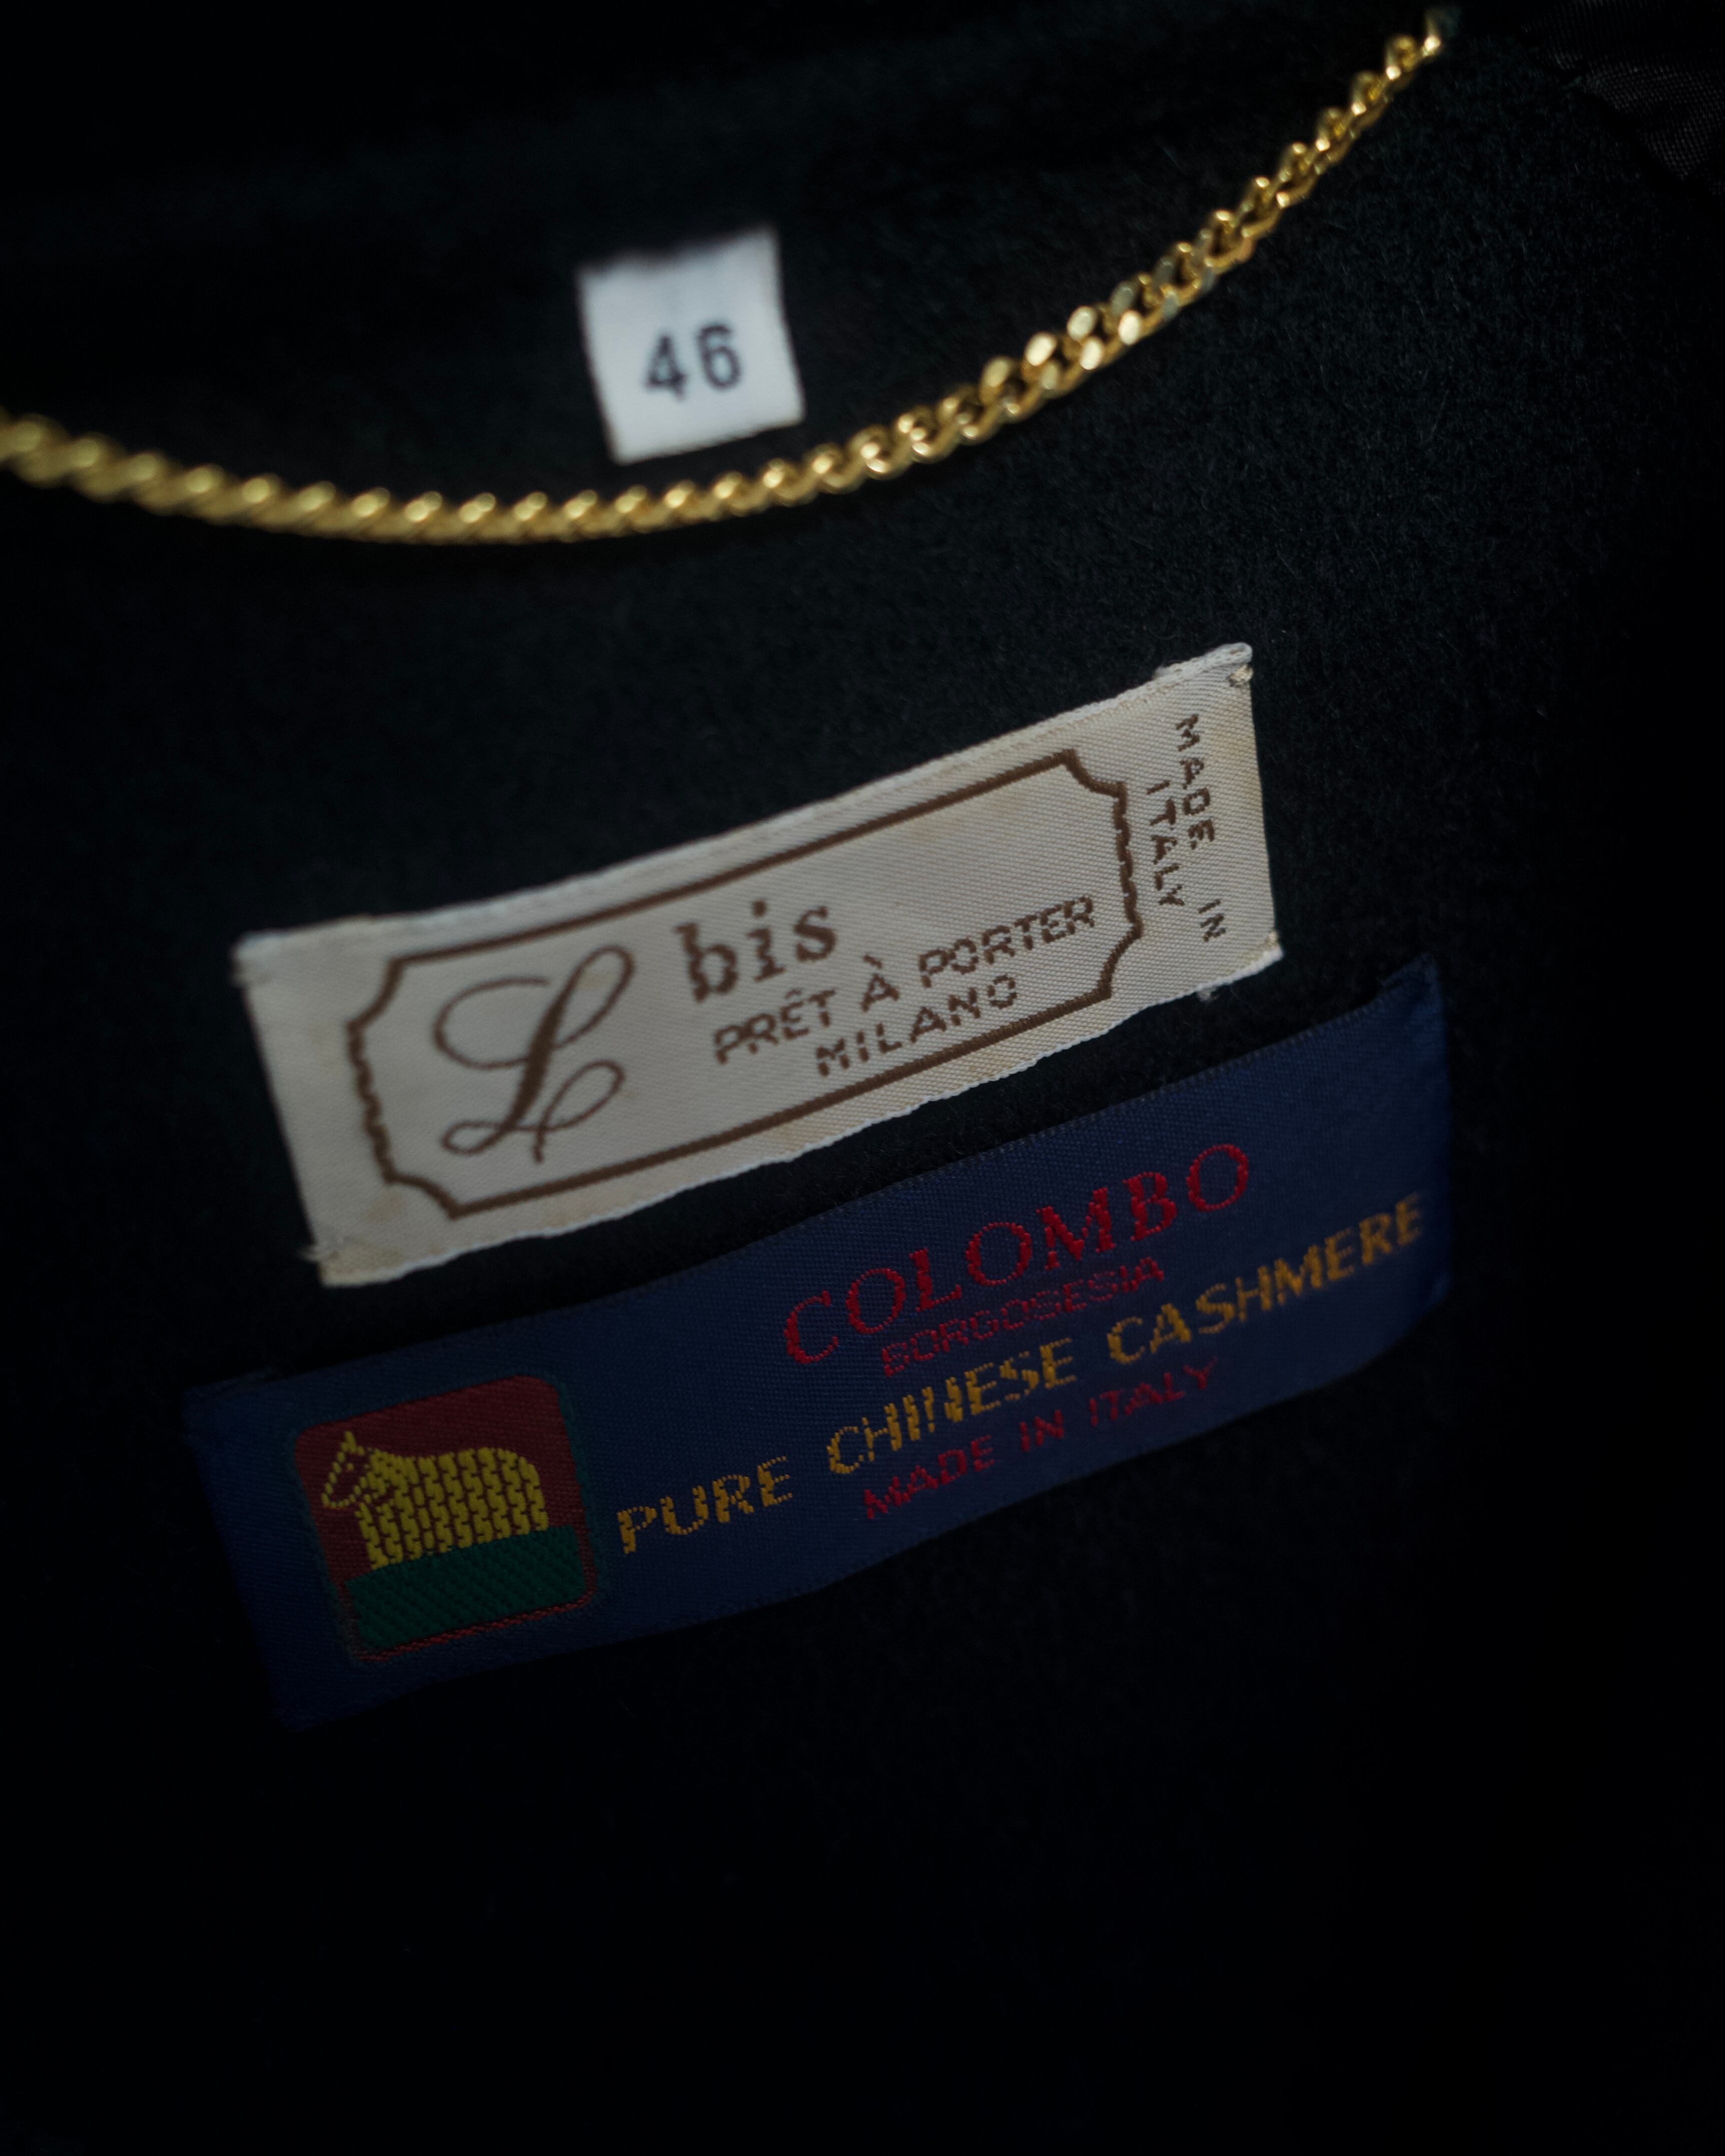 46
L bis
PRÊT À PORTER
MILANO
MADE IN
ITALY
COLOMBO
BORGOSESIA
PURE CHINESE CASHMERE
MADE IN ITALY